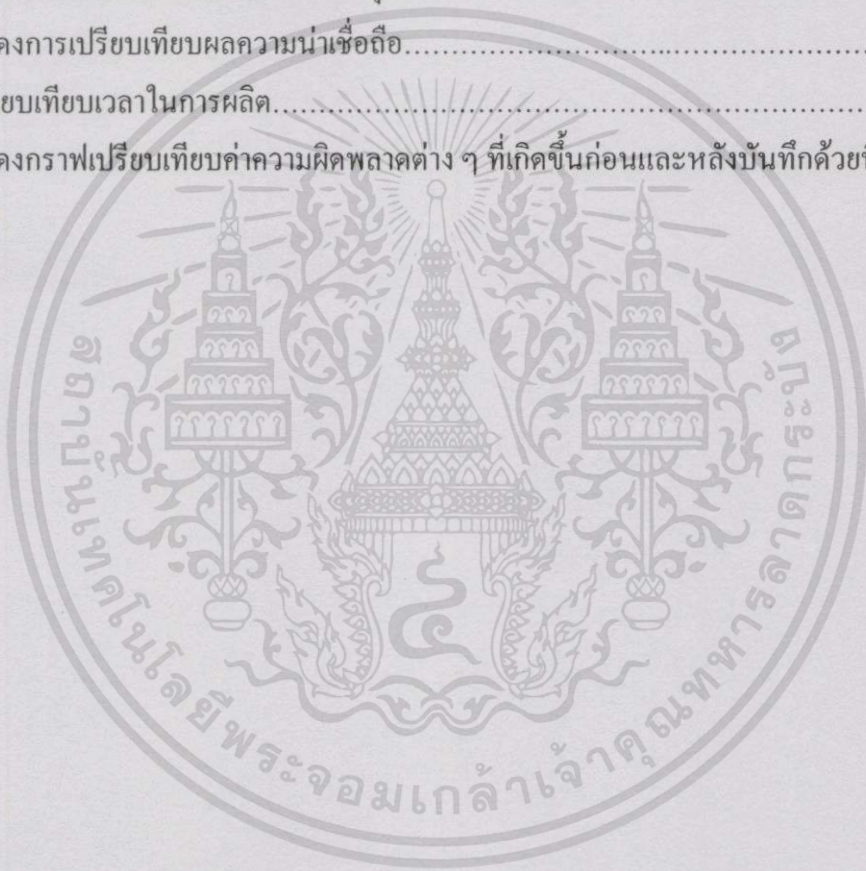 ดงการเปรียบเทียบผลความน่าเชื่อถือ
ยบเทียบเวลาในการผลิต
ดงกราฟเปรียบเทียบค่าความผิดพลาดต่าง ๆ ที่เกิดขึ้นก่อนและหลังบันทึกด้วย
สถาบันเทคโนโลยีพระจอมเกล้าเจ้าคุณทหารลาดกระบัง